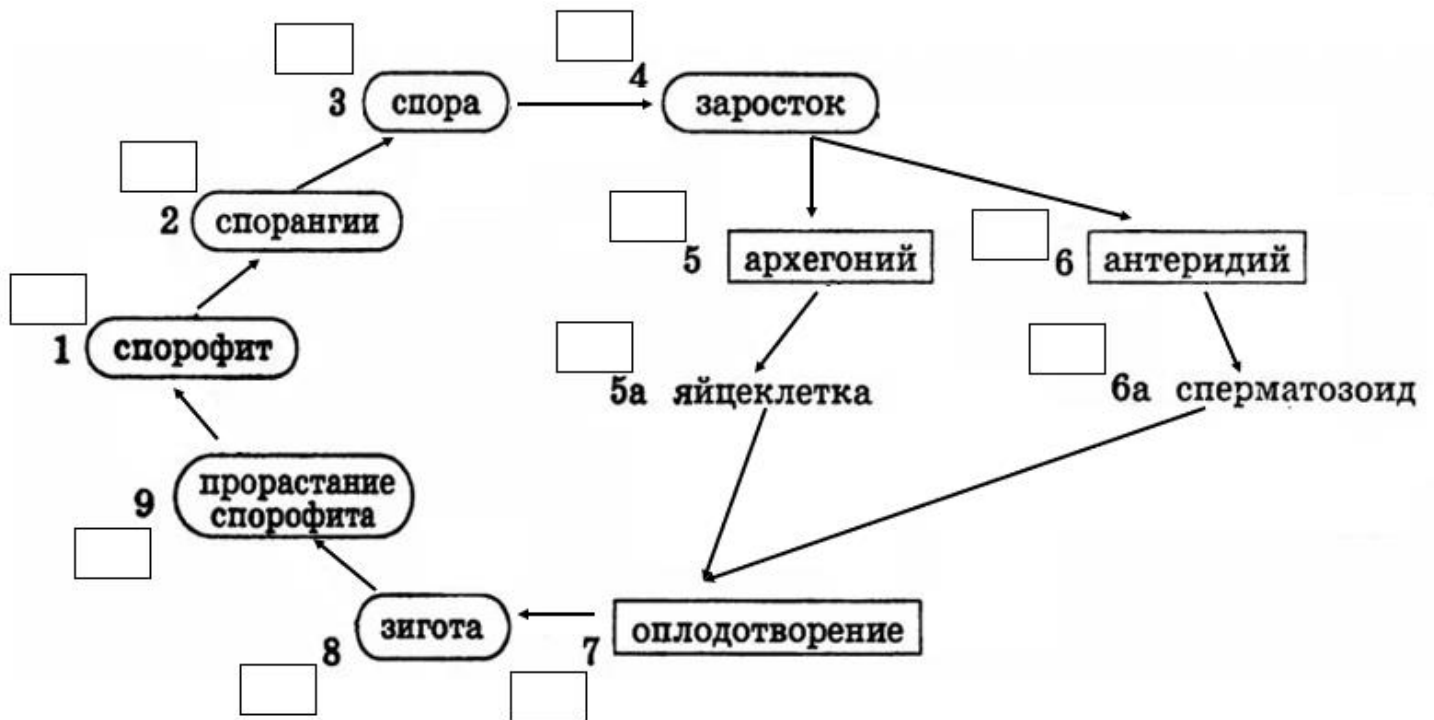 3 спора
4 заросток
2 спорангии
5 архегоний
6 антеридий
1 спорофит
5а яйцеклетка
6а сперматозоид
9 прорастание
спорофита
8 зигота
7 оплодотворение